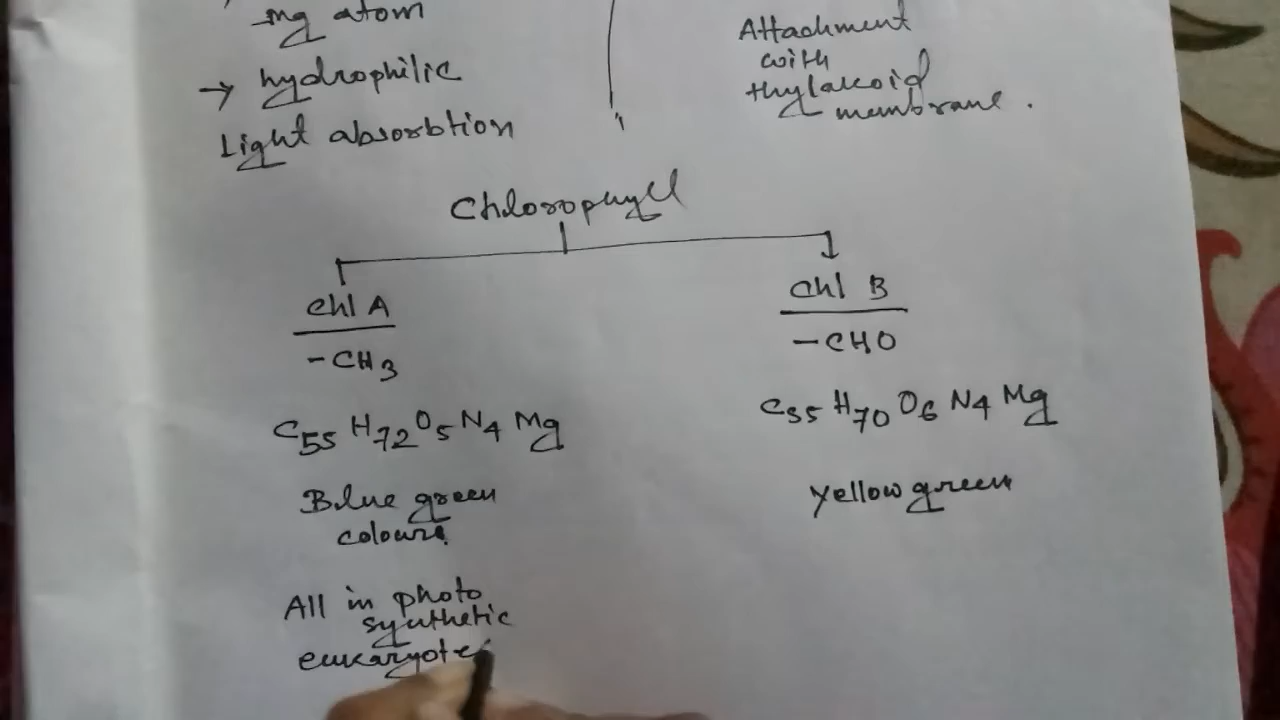 mg atom
→ hydrophilic
Light absorbtion
Attachment
with
thylakoid
membrane.
Chlorophyll
Chl A
-CH3
C55 H72 O5 N4 Mg
Blue green
colour.
All in photo
synthetic
eukaryote
Chl B
-CHO
C55 H70 O6 N4 Mg
Yellow green